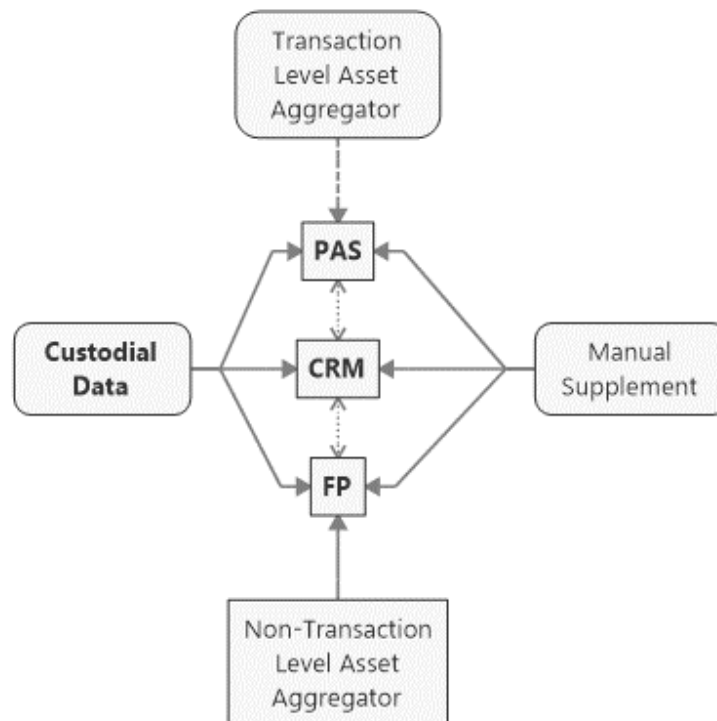 Transaction
Level Asset
Aggregator
PAS
Custodial
Data
CRM
Manual
Supplement
FP
Non-Transaction
Level Asset
Aggregator